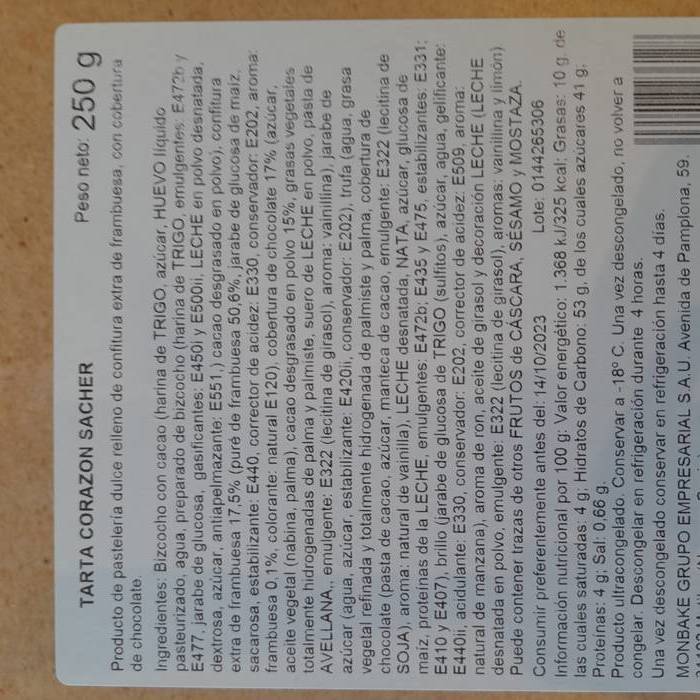 TARTA CORAZON SACHER Peso neto: 250 g
Producto de pastelería dulce relleno de confitura extra de frambuesa, con cobertura
de chocolate.
Ingredientes: Bizcocho con cacao (harina de TRIGO, azúcar, HUEVO líquido
pasteurizado, agua, preparado de bizcocho (harina de TRIGO, emulgentes: E472b y
E477, jarabe de glucosa, gasificantes: E450i y E500ii, LECHE en polvo desnatada,
dextrosa, azúcar, antiapelmazante: E551,) cacao desgrasado en polvo), confitura
extra de frambuesa 17,5% (puré de frambuesa 50,6%, jarabe de glucosa de maíz,
sacarosa, estabilizante: E440, corrector de acidez: E330, conservador: E202, aroma:
frambuesa 0,1%, colorante: natural E120), cobertura de chocolate 17% (azúcar,
aceite vegetal (nabina, palma), cacao desgrasado en polvo 15%, grasas vegetales
totalmente hidrogenadas de palma y palmiste, suero de LECHE en polvo, pasta de
AVELLANA,, emulgente: E322 (lecitina de girasol), aroma: vainillina), jarabe de
azúcar (agua, azúcar, estabilizante: E420ii, conservador: E202), trufa (agua, grasa
vegetal refinada y totalmente hidrogenada de palmiste y palma, cobertura de
chocolate (pasta de cacao, azúcar, manteca de cacao, emulgente: E322 (lecitina de
SOJA), aroma: natural de vainilla), LECHE desnatada, NATA, azúcar, glucosa de
maíz, proteínas de la LECHE, emulgentes: E472b; E435 y E475, estabilizantes: E331;
E410 y E407), brillo (jarabe de glucosa de TRIGO (sulfitos), azúcar, agua, gelificante:
E440ii, acidulante: E330, conservador: E202, corrector de acidez: E509, aroma:
natural de manzana), aroma de ron, aceite de girasol y decoración LECHE (LECHE
desnatada en polvo, emulgente: E322 (lecitina de girasol), aromas: vainillina y limón)
Puede contener trazas de otros FRUTOS de CÁSCARA, SÉSAMO y MOSTAZA.
Consumir preferentemente antes del: 14/10/2023 Lote: 0144265306
Información nutricional por 100 g: Valor energético: 1.368 kJ/325 kcal; Grasas: 10 g, de
las cuales saturadas: 4 g; Hidratos de Carbono: 53 g, de los cuales azucares 41 g;
Proteínas: 4 g; Sal: 0,66 g.
Producto ultracongelado. Conservar a -18º C. Una vez descongelado, no volver a
congelar. Descongelar en refrigeración durante 4 horas.
Una vez descongelado conservar en refrigeración hasta 4 días.
MONBAKE GRUPO EMPRESARIAL S.A.U. Avenida de Pamplona, 59.